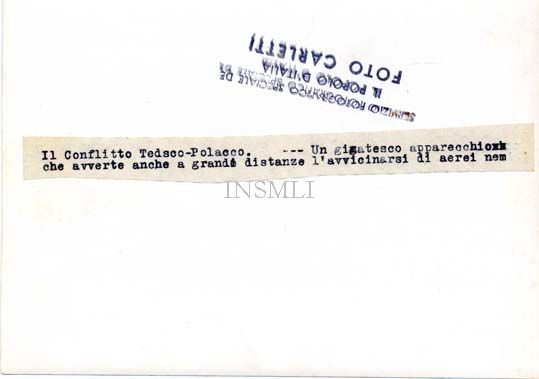 SERVIZIO FOTOGRAFICO SPECIALE DE
IL POPOLO D'ITALIA
FOTO CARLETTI
Il Conflitto Tedsco-Polacco. --- Un gigatesco apparecchio
che avverte anche a grandi distanze l'avvicinarsi di aerei nem
INSMLI